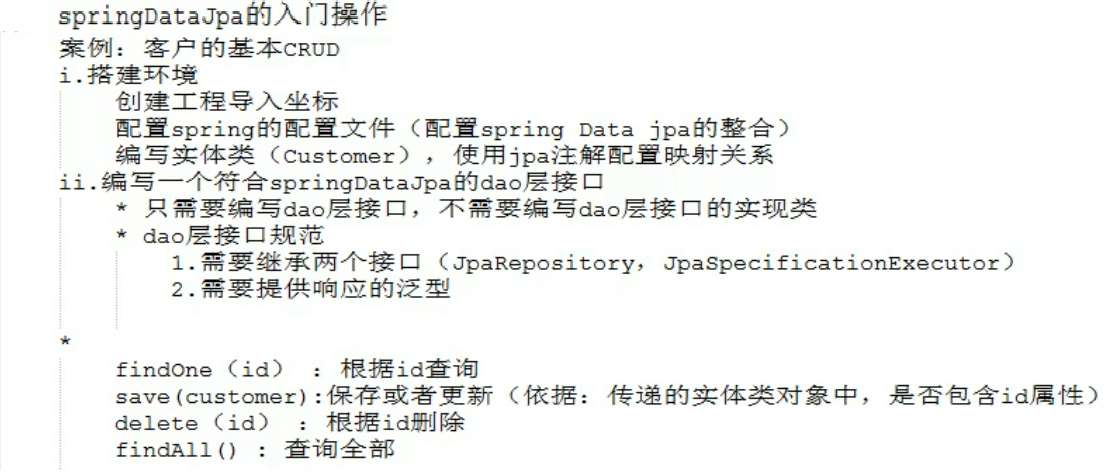 springDataJpa的入门操作
案例：客户的基本CRUD
i.搭建环境
创建工程导入坐标
配置spring的配置文件（配置spring Data jpa的整合）
编写实体类（Customer），使用jpa注解配置映射关系
ii.编写一个符合springDataJpa的dao层接口
* 只需要编写dao层接口，不需要编写dao层接口的实现类
* dao层接口规范
1.需要继承两个接口（JpaRepository，JpaSpecificationExecutor）
2.需要提供响应的泛型
*
findOne（id） ：根据id查询
save(customer):保存或者更新（依据：传递的实体类对象中，是否包含id属性）
delete（id） ：根据id删除
findAll() : 查询全部